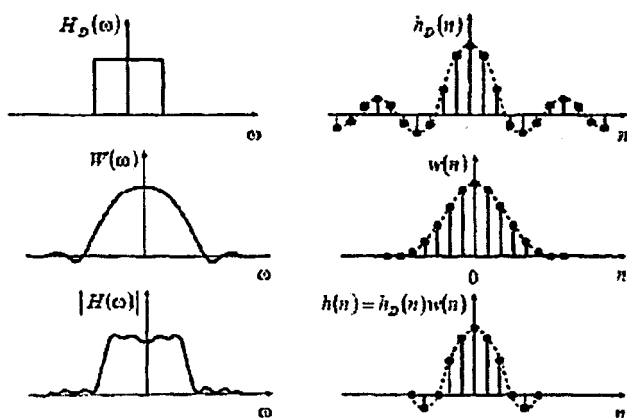 H_D(ω)
h_D(n)
ω
n
W(ω)
w(n)
ω
0
n
|H(ω)|
h(n) = h_D(n)w(n)
ω
n